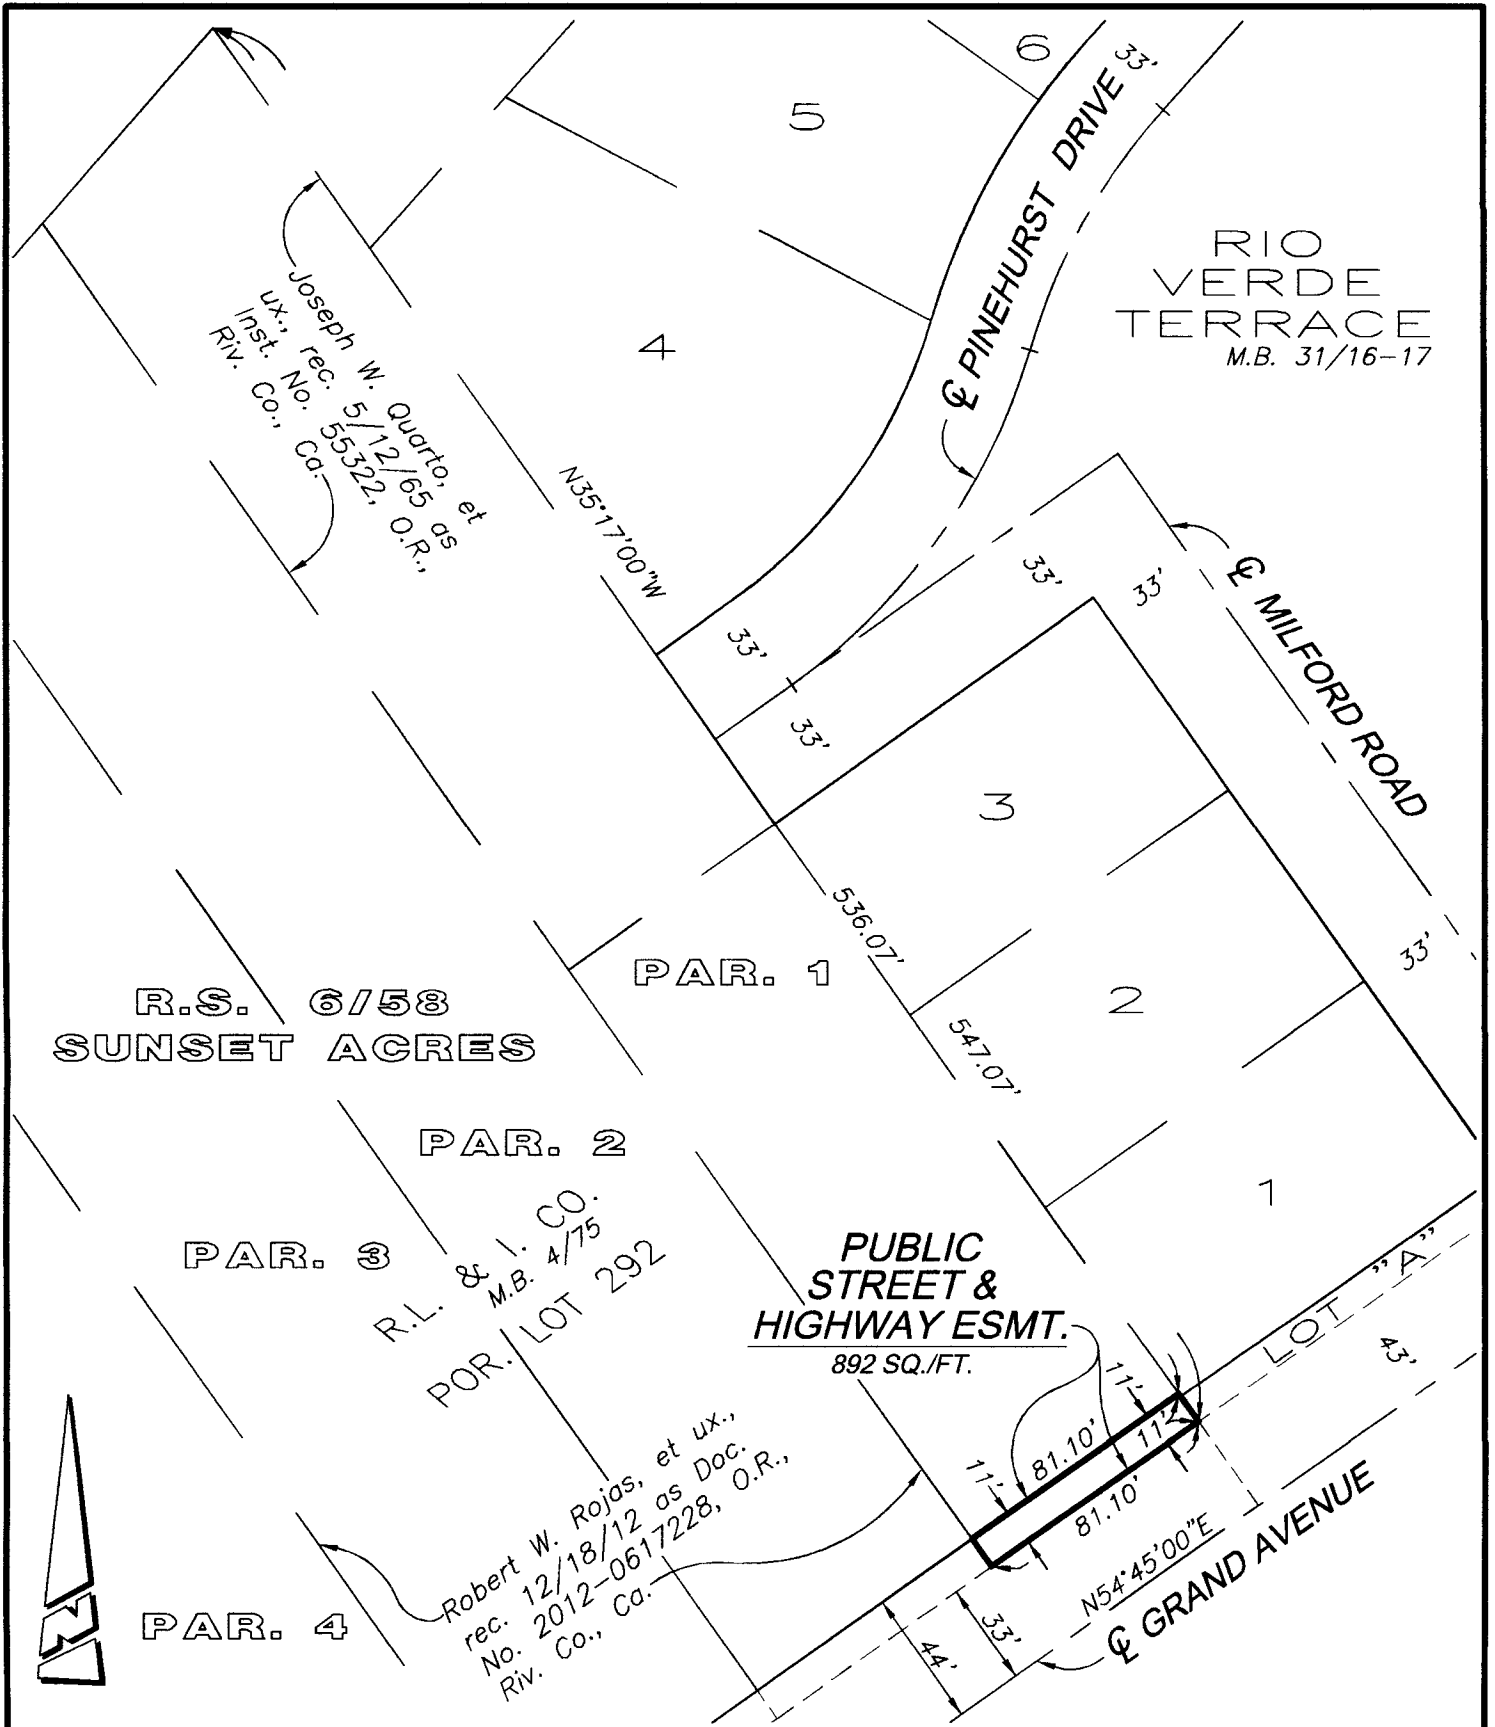 6
33'
5
PINEHURST DRIVE
RIO
VERDE
TERRACE
M.B. 31/16-17
4
Joseph W. Quarto, et
ux., rec. 5/12/65 as
Inst. No. 55322, O.R.,
Riv. Co., Ca.
N35°17'00"W
℄ PINEHURST DRIVE
33'
33'
℄ MILFORD ROAD
33'
33'
3
536.07'
33'
PAR. 1
2
R.S. 6/58
SUNSET ACRES
547.07'
PAR. 2
1
R.L. & I. CO.
M.B. 4/75
POR. LOT 292
PAR. 3
PUBLIC
STREET &
HIGHWAY ESMT.
892 SQ./FT.
LOT "A"
43'
11'
11'
81.10'
11'
81.10'
N54°45'00"E
℄ GRAND AVENUE
Robert W. Rojas, et ux.,
rec. 12/18/12 as Doc.
No. 2012-0617228, O.R.,
Riv. Co., Ca.
33'
44'
PAR. 4
N